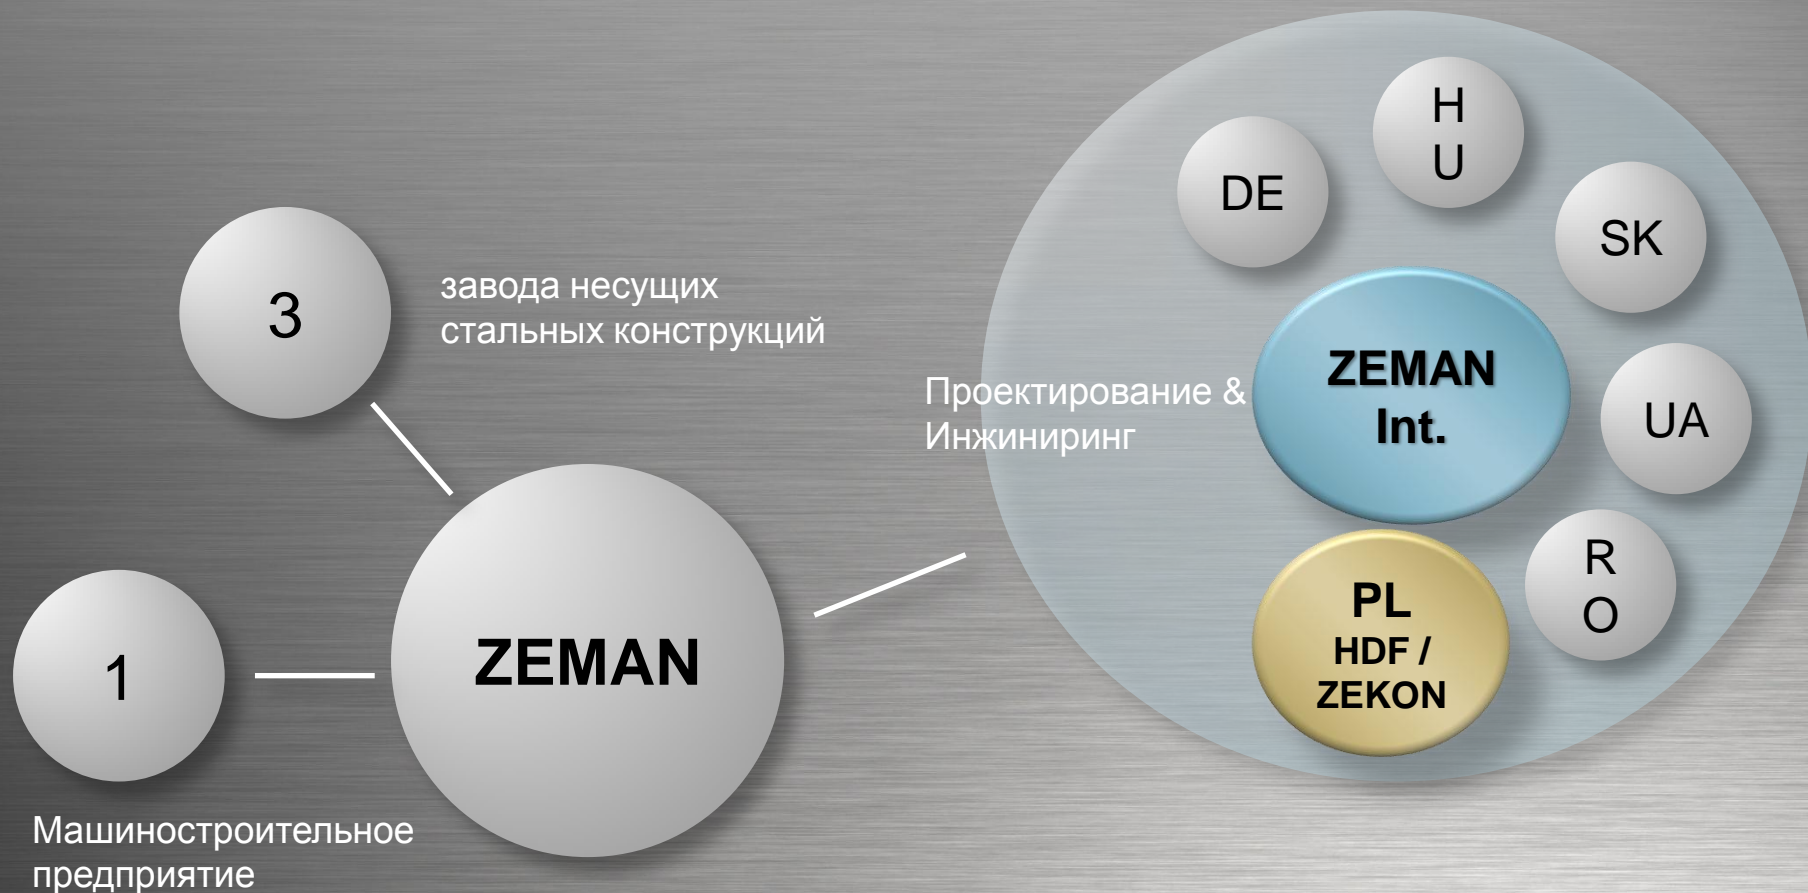 3
завода несущих
стальных конструкций
1
Машиностроительное
предприятие
ZEMAN
Проектирование &
Инжиниринг
DE
H
U
SK
UA
R
O
ZEMAN
Int.
PL
HDF /
ZEKON